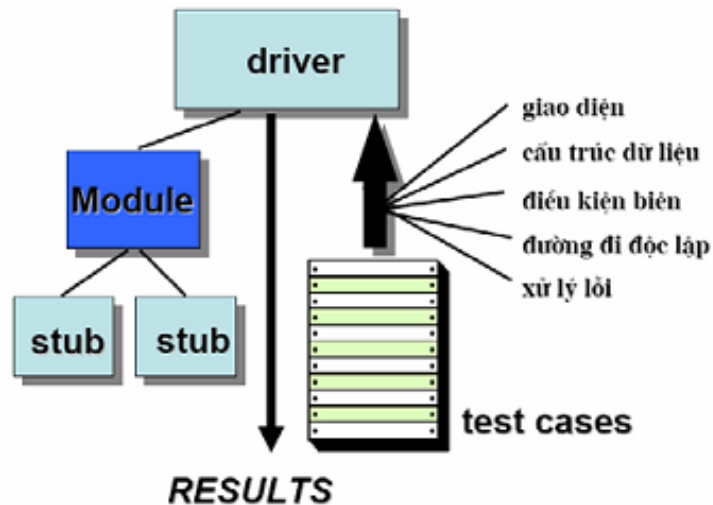 driver
giao diện
cấu trúc dữ liệu
Module
điều kiện biên
đường đi độc lập
xử lý lỗi
stub
stub
test cases
RESULTS